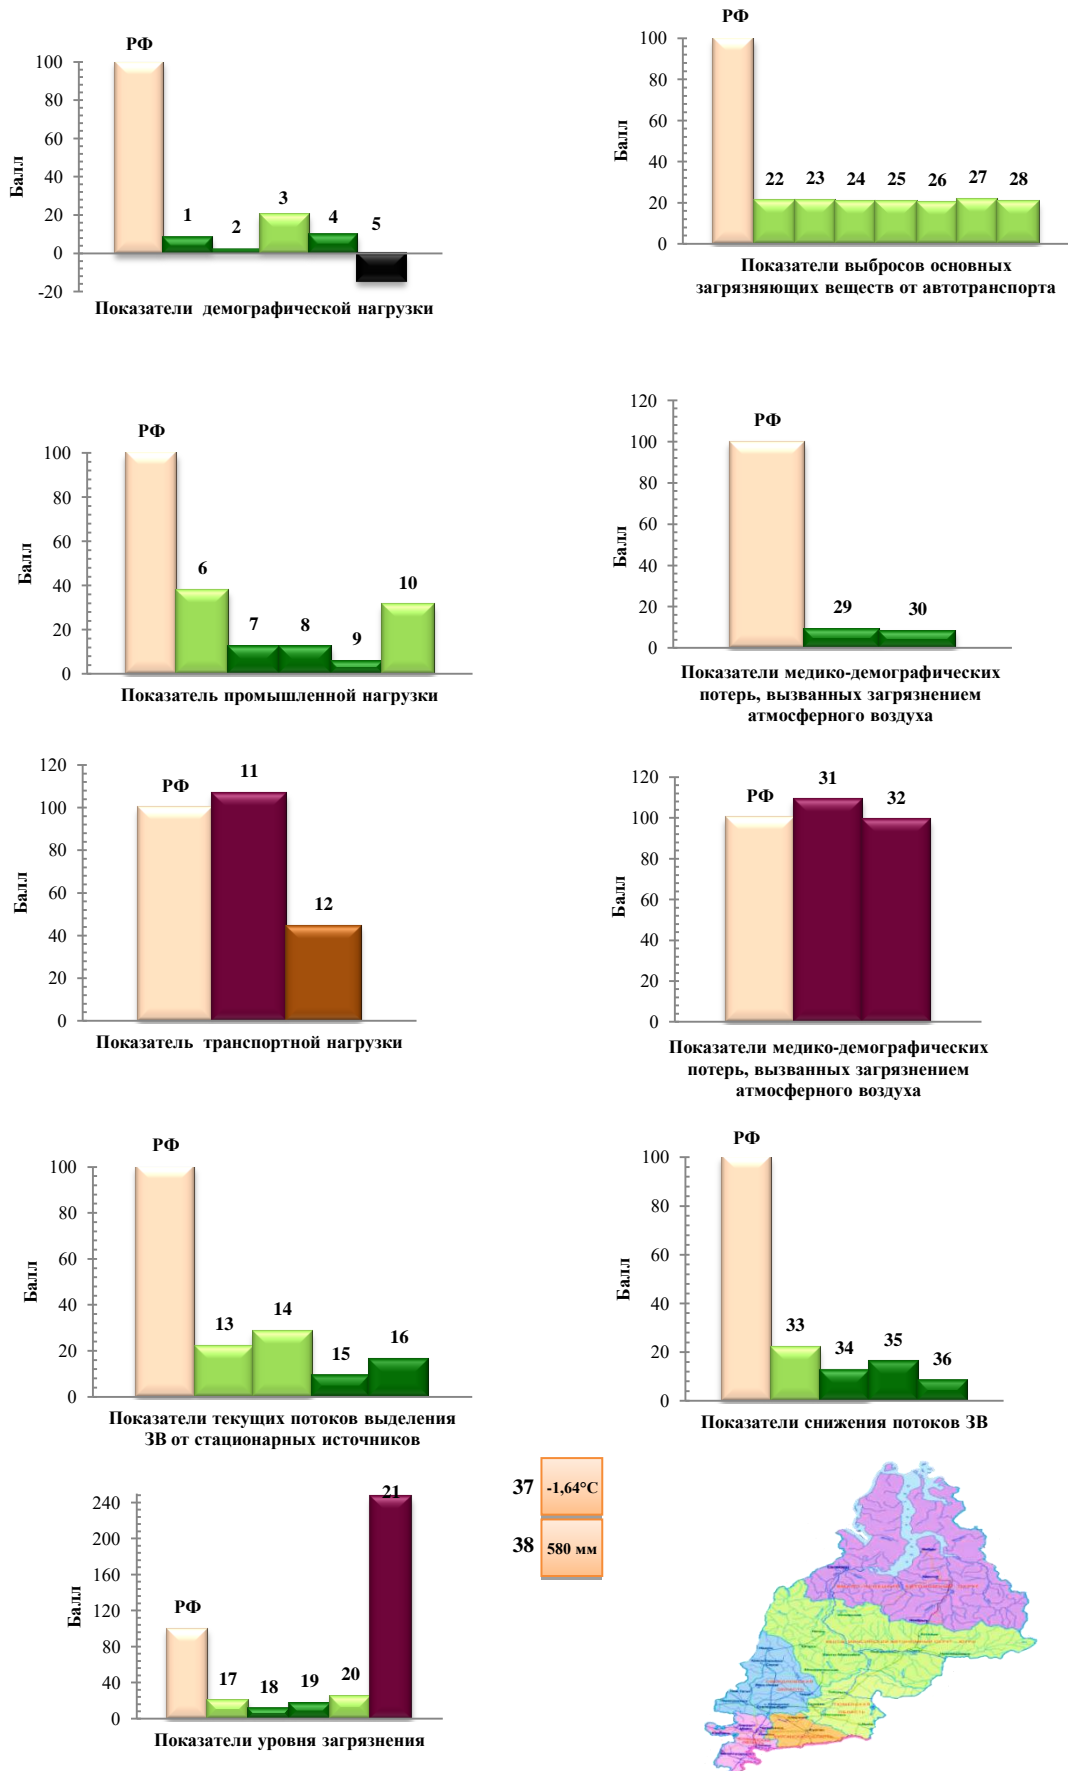 РФ
100
80
60
40
20
0
-20
Балл
1
2
3
4
5
Показатели демографической нагрузки
РФ
100
80
60
40
20
0
Балл
22
23
24
25
26
27
28
Показатели выбросов основных
загрязняющих веществ от автотранспорта
РФ
100
80
60
40
20
0
Балл
6
7
8
9
10
Показатель промышленной нагрузки
120
100
80
60
40
20
0
Балл
РФ
29
30
Показатели медико-демографических
потерь, вызванных загрязнением
атмосферного воздуха
120
100
80
60
40
20
0
Балл
РФ
11
12
Показатель транспортной нагрузки
120
100
80
60
40
20
0
Балл
РФ
31
32
Показатели медико-демографических
потерь, вызванных загрязнением
атмосферного воздуха
РФ
100
80
60
40
20
0
Балл
13
14
15
16
Показатели текущих потоков выделения
ЗВ от стационарных источников
РФ
100
80
60
40
20
0
Балл
33
34
35
36
Показатели снижения потоков ЗВ
240
200
160
120
80
40
0
Балл
РФ
17
18
19
20
21
Показатели уровня загрязнения
37 -1,64°С
38 580 мм